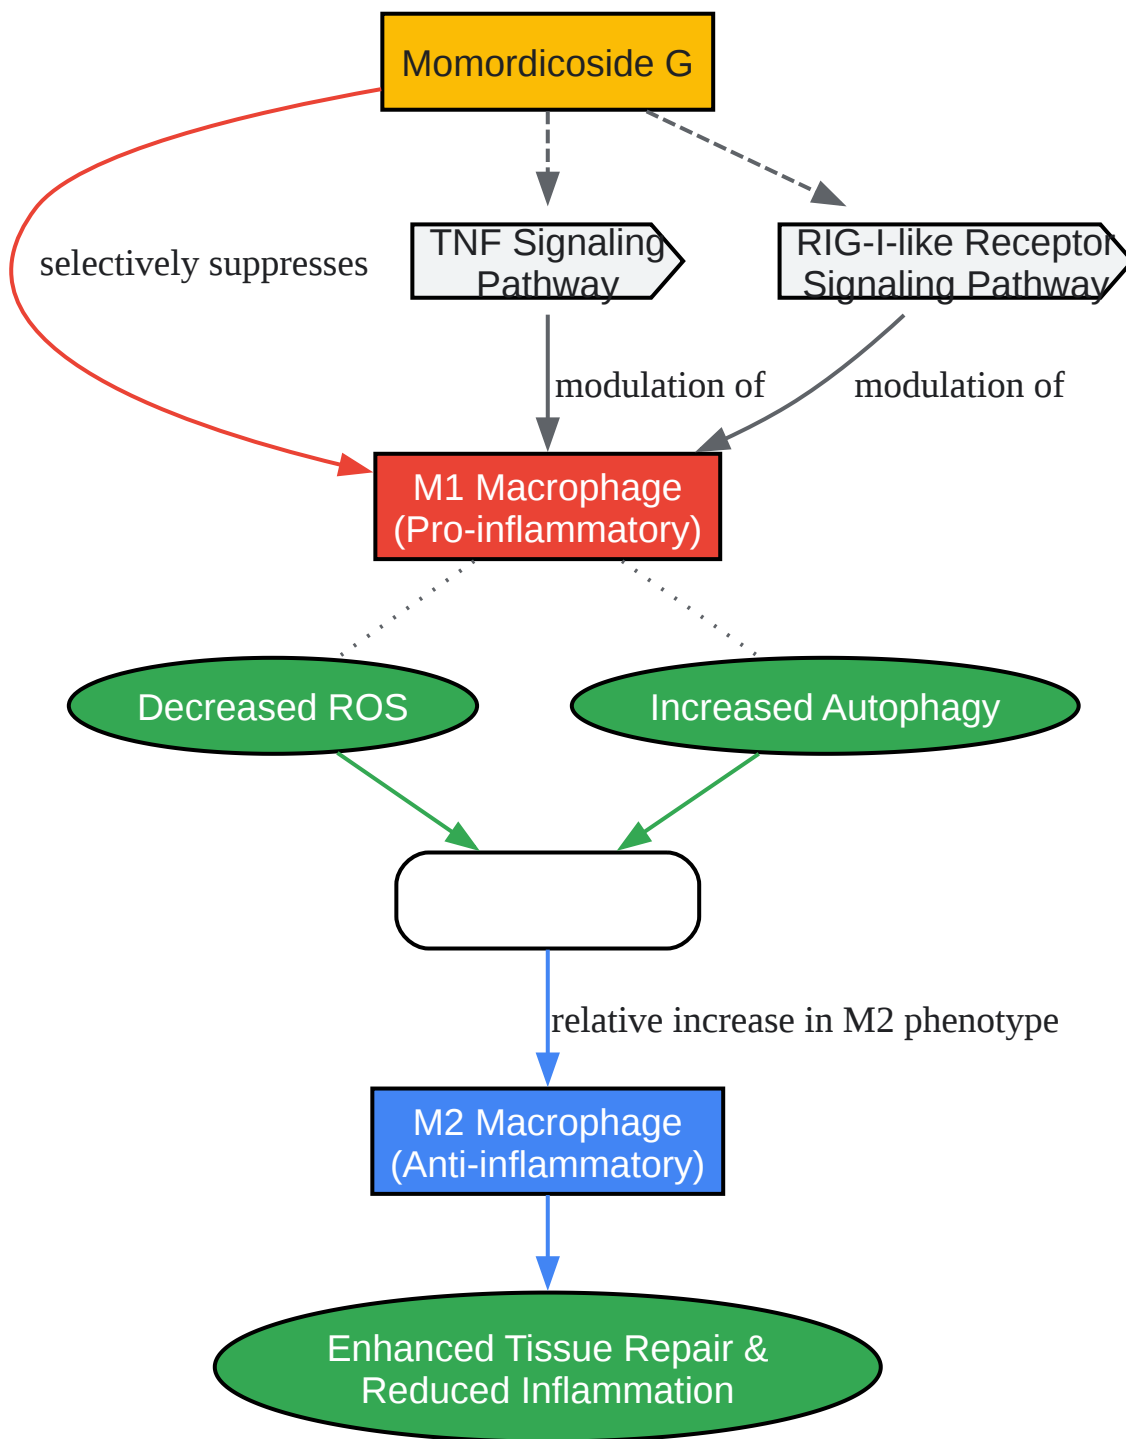 Momordicoside G
selectively suppresses
TNF Signaling
Pathway
RIG-I-like Receptor
Signaling Pathway
modulation of
modulation of
M1 Macrophage
(Pro-inflammatory)
Decreased ROS
Increased Autophagy
relative increase in M2 phenotype
M2 Macrophage
(Anti-inflammatory)
Enhanced Tissue Repair &
Reduced Inflammation